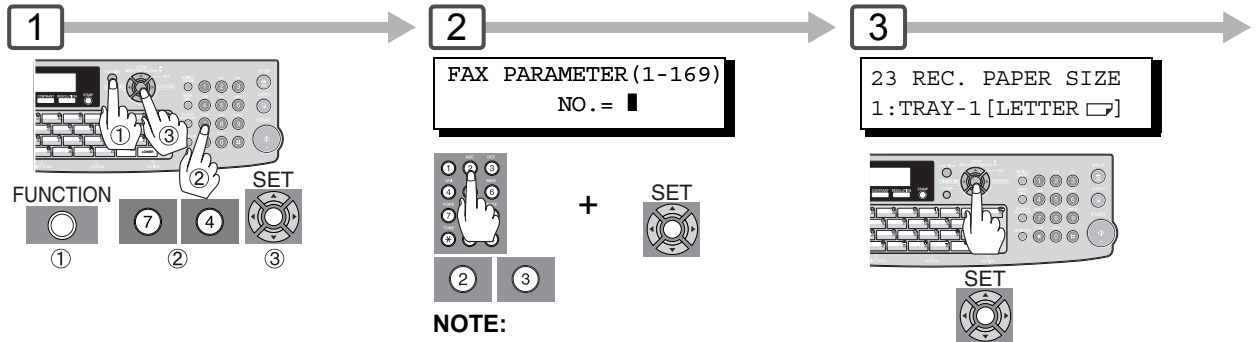 1
FUNCTION
7 4
SET
① ② ③
2
FAX PARAMETER(1-169)
NO.= ▮
2 3
+
SET
NOTE:
3
23 REC. PAPER SIZE
1:TRAY-1[LETTER ]
SET